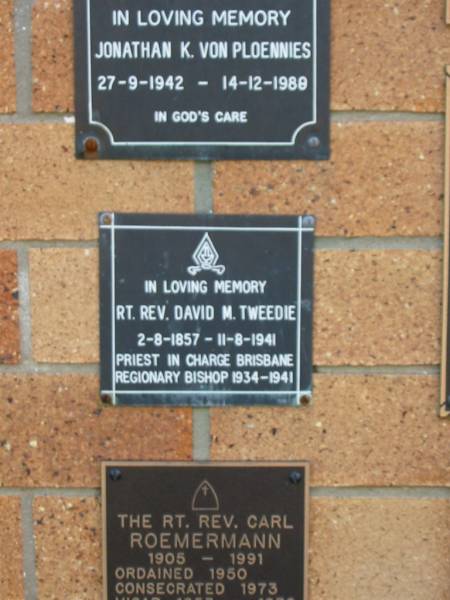 IN LOVING MEMORY
JONATHAN K. VON PLOENNIES
27-9-1942 - 14-12-1988
IN GOD'S CARE
IN LOVING MEMORY
RT. REV. DAVID M. TWEEDIE
2-8-1857 - 11-8-1941
PRIEST IN CHARGE BRISBANE
REGIONARY BISHOP 1934-1941
THE RT. REV. CARL
ROEMERMANN
1905 - 1991
ORDAINED 1950
CONSECRATED 1973
VICAR